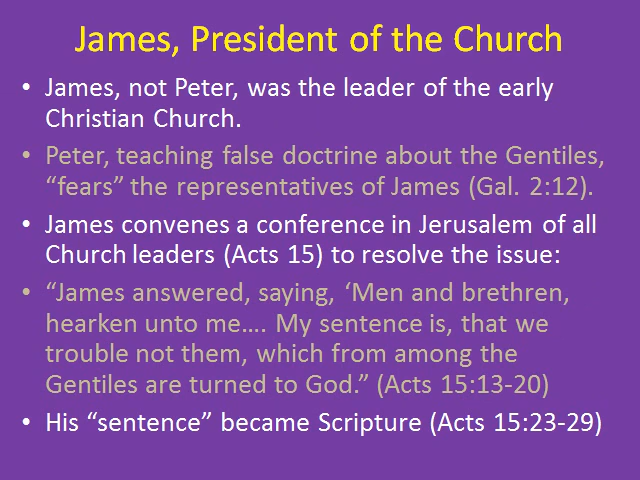 James, President of the Church
• James, not Peter, was the leader of the early
Christian Church.
• Peter, teaching false doctrine about the Gentiles,
“fears” the representatives of James (Gal. 2:12).
• James convenes a conference in Jerusalem of all
Church leaders (Acts 15) to resolve the issue:
• “James answered, saying, ‘Men and brethren,
hearken unto me…. My sentence is, that we
trouble not them, which from among the
Gentiles are turned to God.” (Acts 15:13-20)
• His “sentence” became Scripture (Acts 15:23-29)